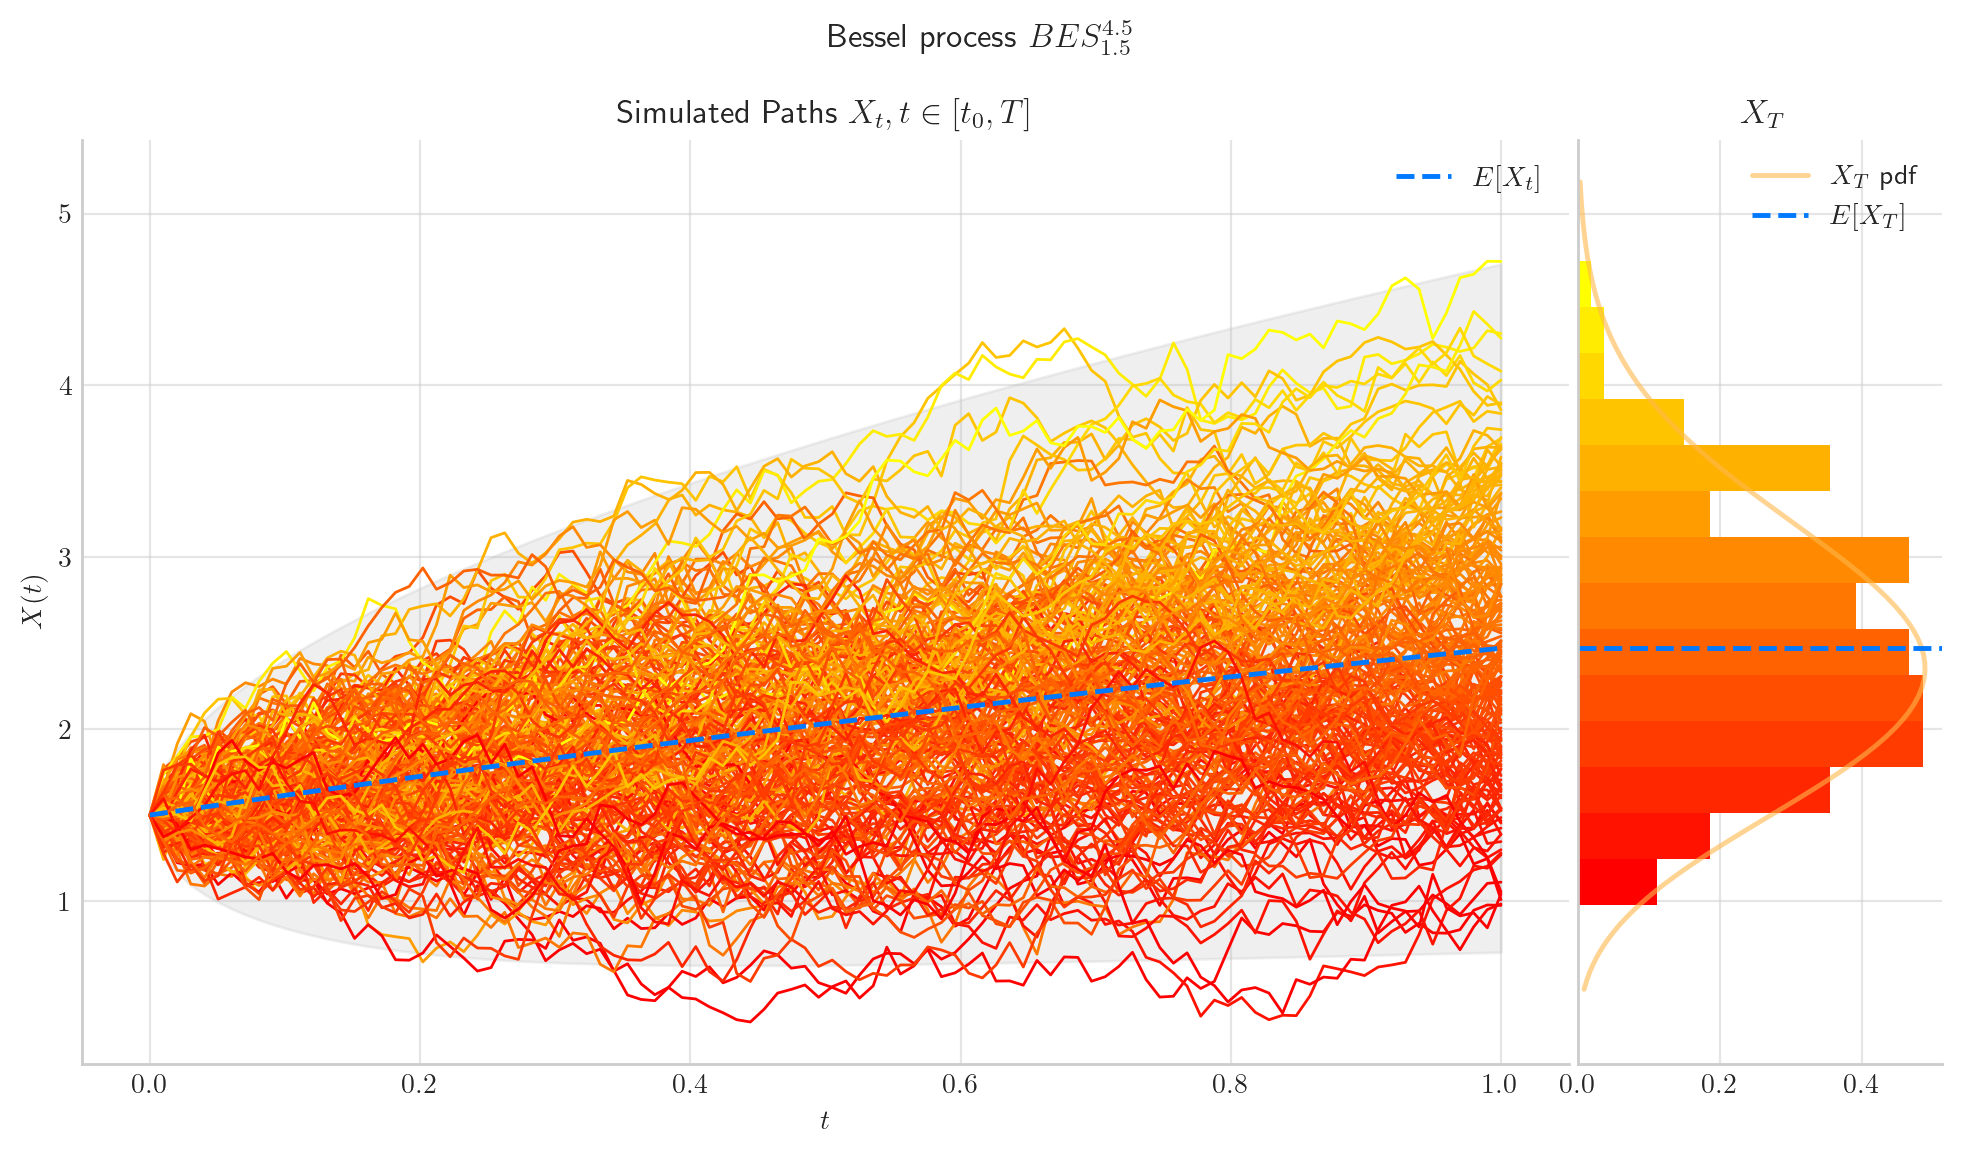 Bessel process $BES_{1.5}^{4.5}$
Simulated Paths $X_t, t \in [t_0, T]$
$X_T$
$E[X_t]$
$X_T$ pdf
$E[X_T]$
5
4
3
2
1
$X(t)$
0.0
0.2
0.4
0.6
0.8
1.0
0.0
0.2
0.4
$t$